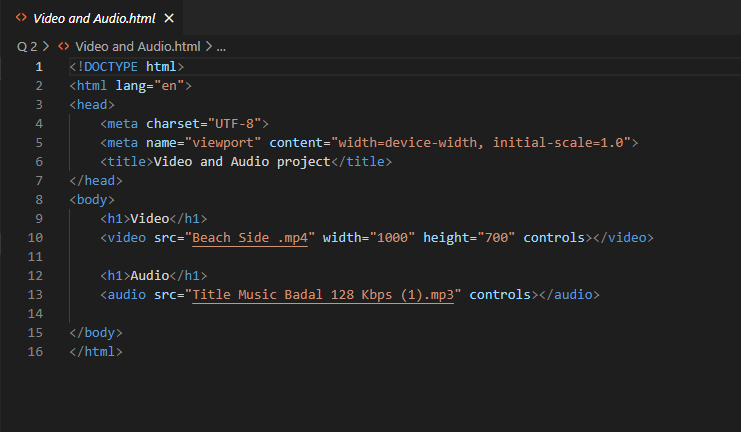 <> Video and Audio.html ×
Q 2 > <> Video and Audio.html > ...
1 <!DOCTYPE html>
2 <html lang="en">
3 <head>
4     <meta charset="UTF-8">
5     <meta name="viewport" content="width=device-width, initial-scale=1.0">
6     <title>Video and Audio project</title>
7 </head>
8 <body>
9     <h1>Video</h1>
10     <video src="Beach Side .mp4" width="1000" height="700" controls></video>
11
12     <h1>Audio</h1>
13     <audio src="Title Music Badal 128 Kbps (1).mp3" controls></audio>
14
15 </body>
16 </html>